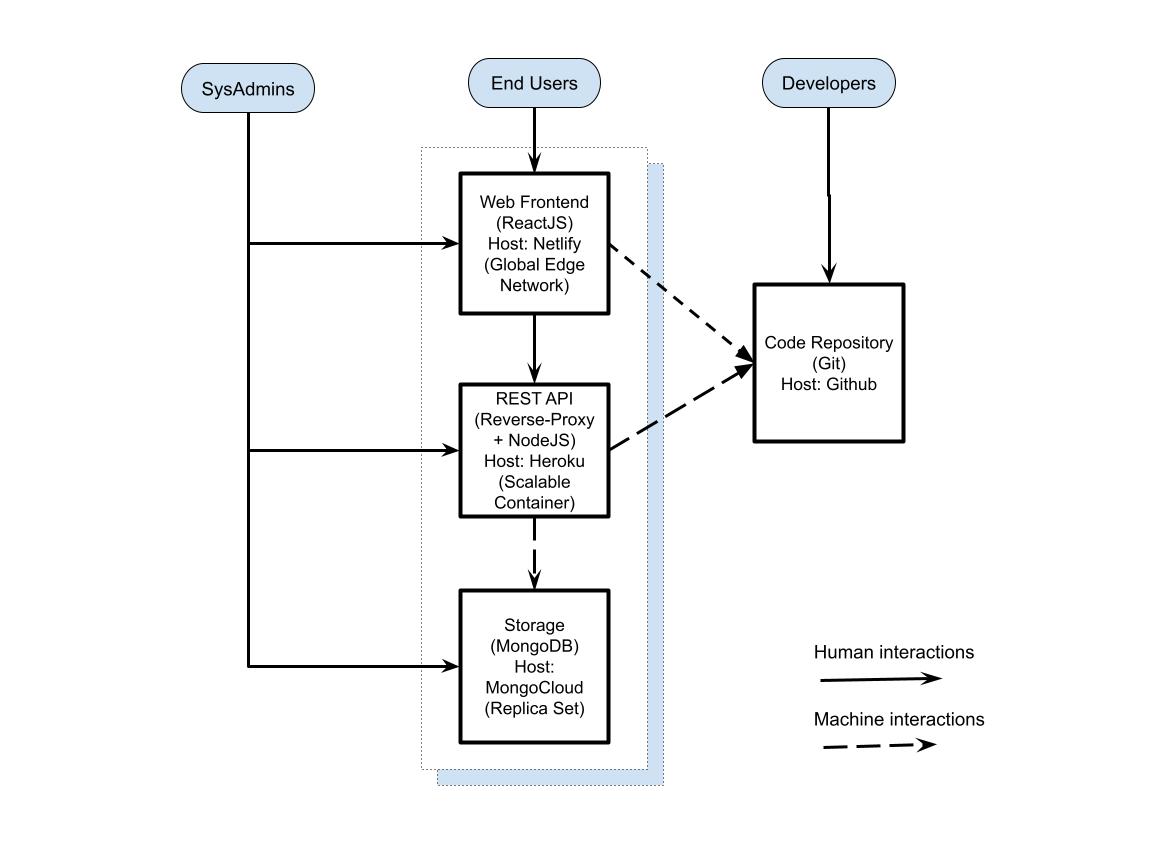 SysAdmins
End Users
Developers
Web Frontend
(ReactJS)
Host: Netlify
(Global Edge
Network)
Code Repository
(Git)
Host: Github
REST API
(Reverse-Proxy
+ NodeJS)
Host: Heroku
(Scalable
Container)
Storage
(MongoDB)
Host:
MongoCloud
(Replica Set)
Human interactions
Machine interactions